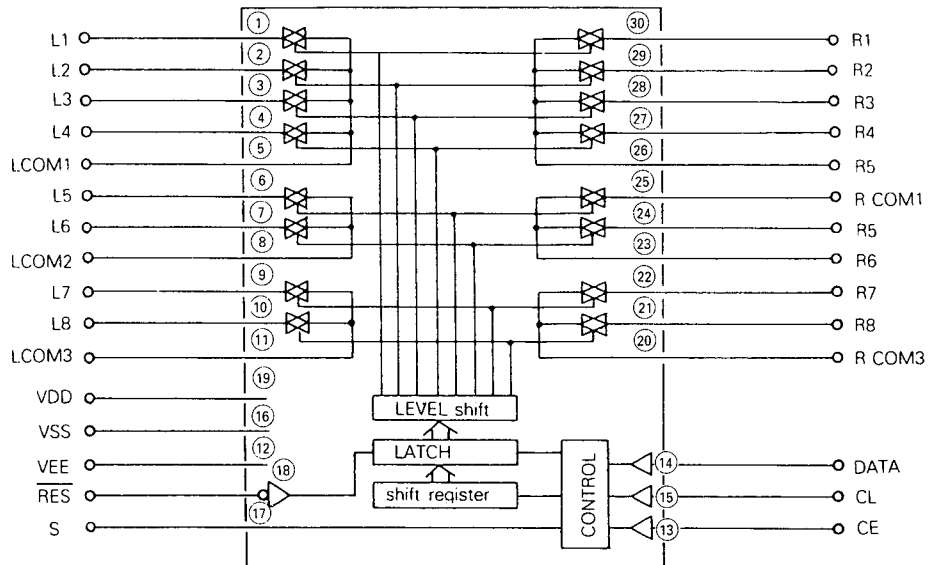 1 30
L1 R1
2 29
L2 R2
3 28
L3 R3
4 27
L4 R4
5 26
LCOM1 R5
6 25
L5 R COM1
7 24
L6 R5
8 23
LCOM2 R6
9 22
L7 R7
10 21
L8 R8
11 20
LCOM3 R COM3
19
VDD LEVEL shift
16
VSS
12 LATCH
VEE 18 14 DATA
RES shift register CONTROL 15 CL
17
S 13 CE